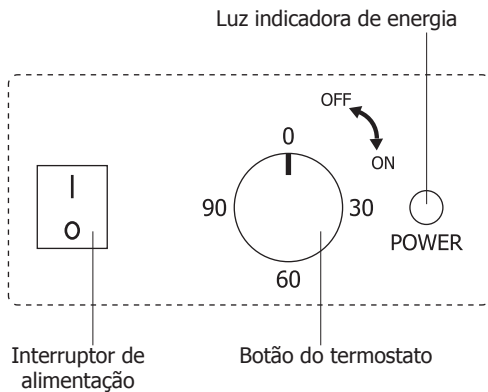 Luz indicadora de energia
OFF
0
ON
I
O
90
30
POWER
60
Interruptor de
alimentação
Botão do termostato